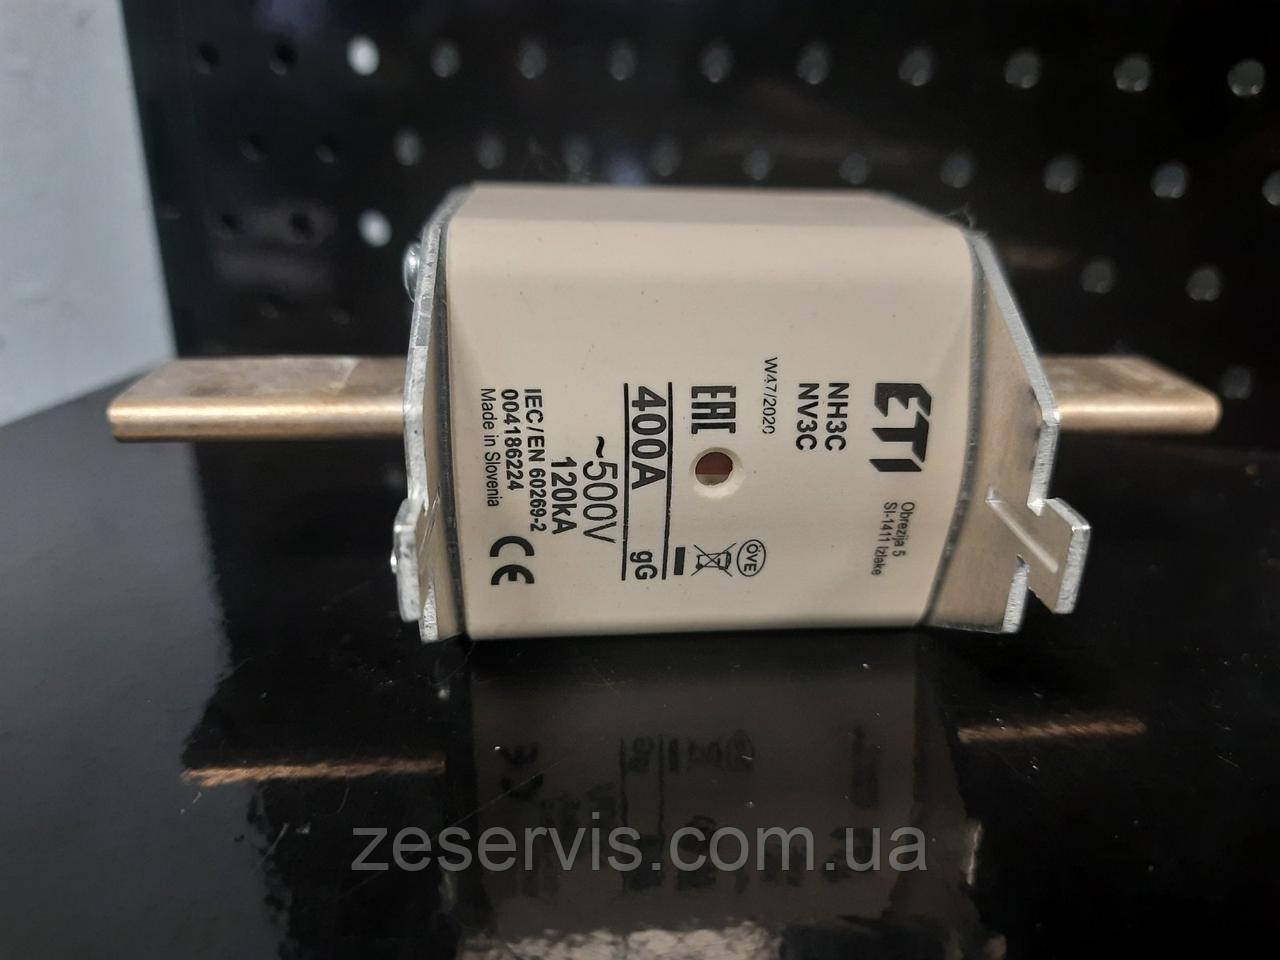 ETI
Obrezija 5
SI-1411 Izlake
NH3C
NV3C
W47/2020
EAC
ÖVE
400A gG
~500V
120kA
IEC/EN 60269-2
004186224
Made in Slovenia
CE
zeservis.com.ua